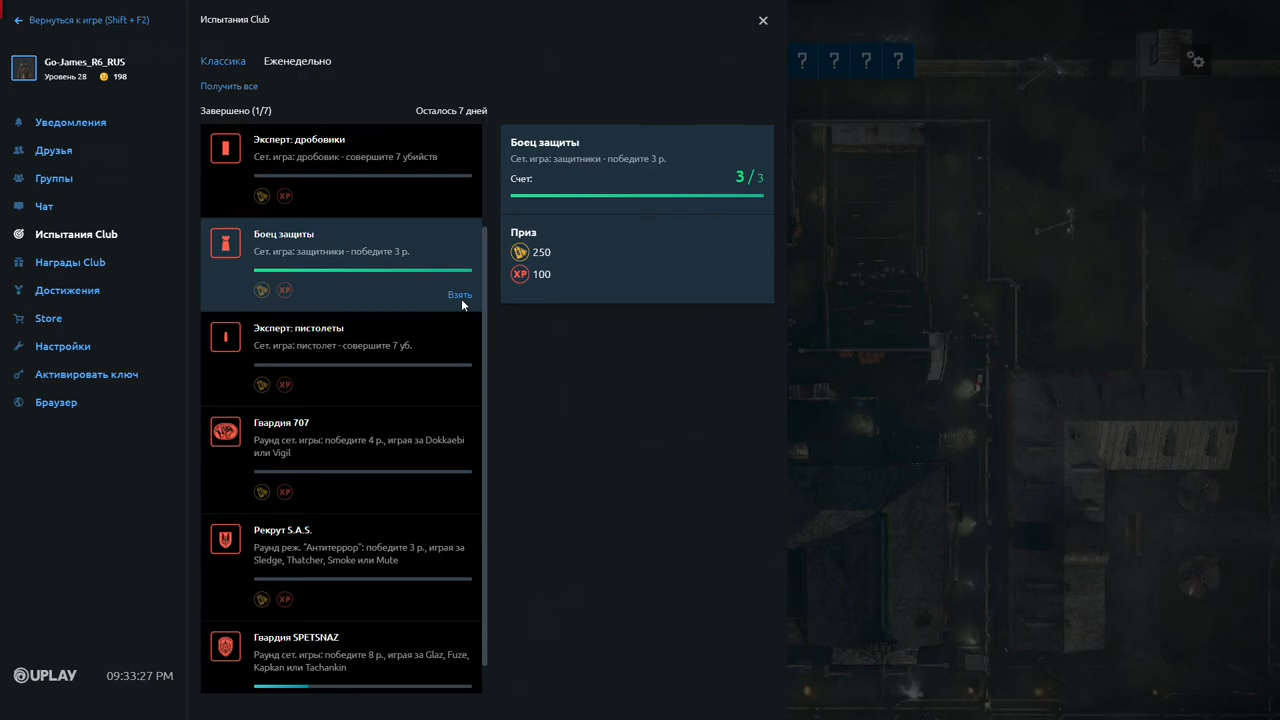 Вернуться к игре (Shift + F2)
Go-James_R6_RUS
Уровень 28 198
Уведомления
Друзья
Группы
Чат
Испытания Club
Награды Club
Достижения
Store
Настройки
Активировать ключ
Браузер
UPLAY 09:33:27 PM
Испытания Club
Классика Еженедельно
Получить все
Завершено (1/7) Осталось 7 дней
Эксперт: дробовики
Сет. игра: дробовик - совершите 7 убийств
XP
Боец защиты
Сет. игра: защитники - победите 3 р.
XP
Взять
Эксперт: пистолеты
Сет. игра: пистолет - совершите 7 уб.
XP
Гвардия 707
Раунд сет. игры: победите 4 р., играя за Dokkaebi
или Vigil
XP
Рекрут S.A.S.
Раунд реж. "Антитеррор": победите 3 р., играя за
Sledge, Thatcher, Smoke или Mute
XP
Гвардия SPETSNAZ
Раунд сет. игры: победите 8 р., играя за Glaz, Fuze,
Kapkan или Tachankin
Боец защиты
Сет. игра: защитники - победите 3 р.
Счет: 3 / 3
Приз
250
XP 100
? ? ? ?